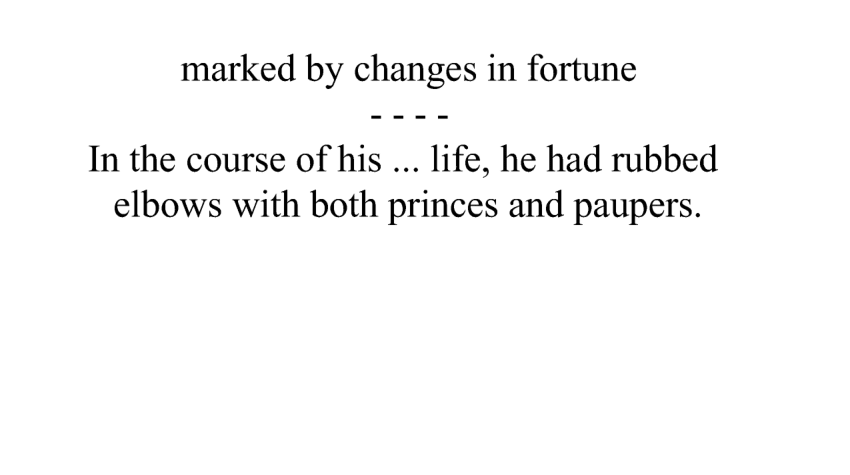 marked by changes in fortune
- - - -
In the course of his ... life, he had rubbed
elbows with both princes and paupers.